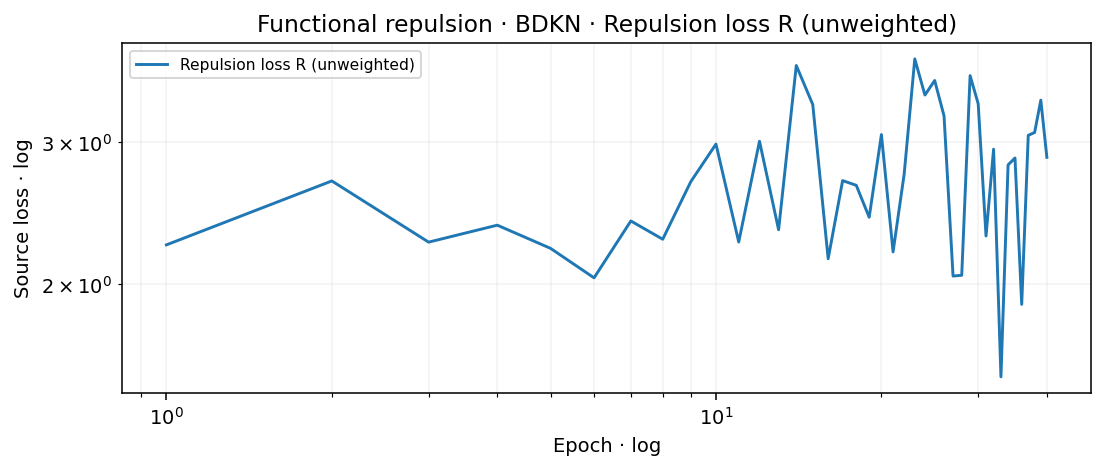 Functional repulsion · BDKN · Repulsion loss R (unweighted)
Repulsion loss R (unweighted)
Source loss · log
3 × 10⁰
2 × 10⁰
10⁰
10¹
Epoch · log